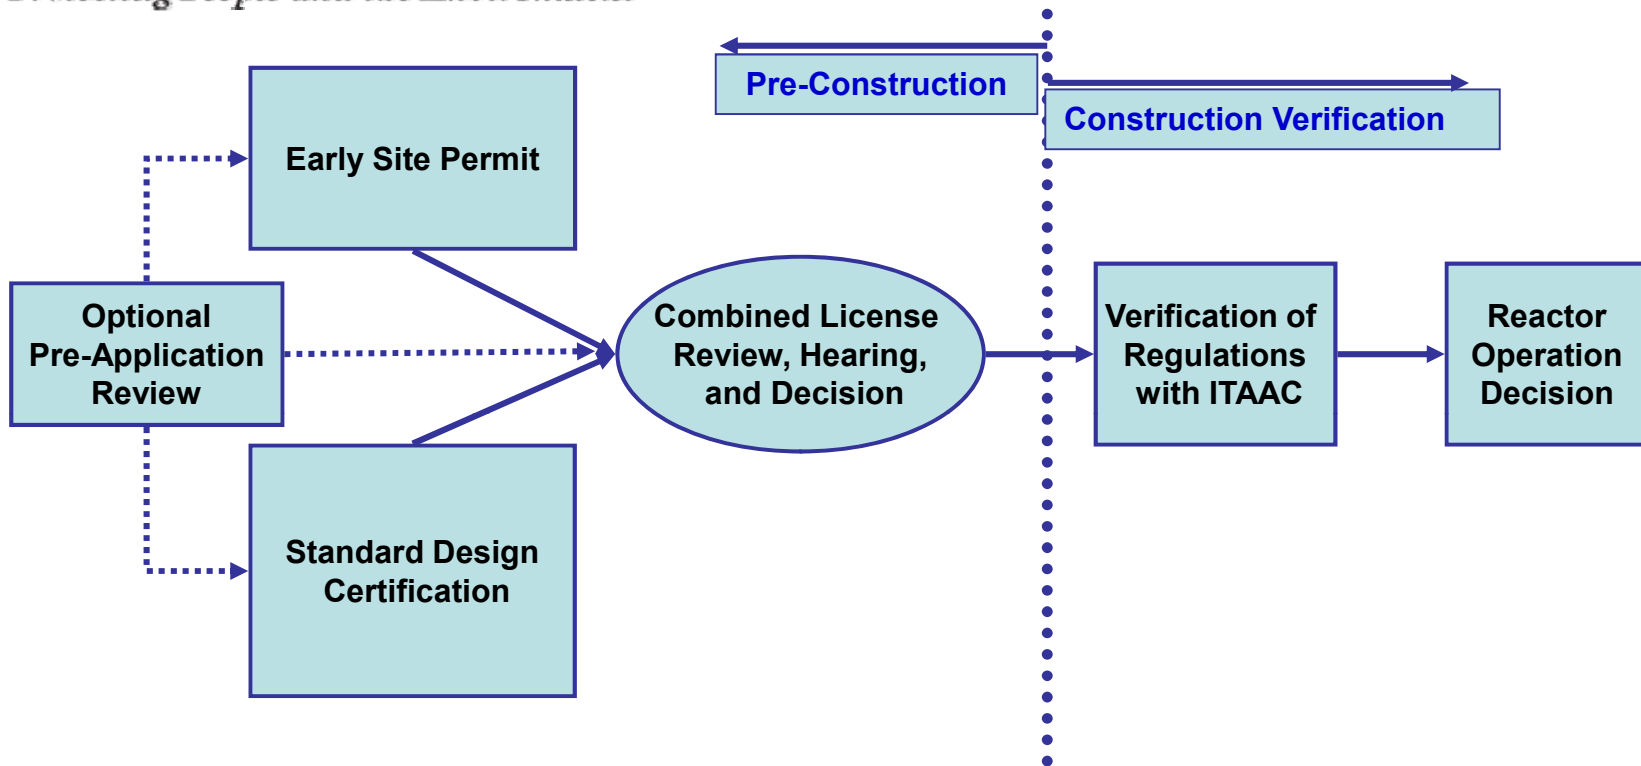 Pre-Construction
Construction Verification
Early Site Permit
Optional
Pre-Application
Review
Combined License
Review, Hearing,
and Decision
Verification of
Regulations
with ITAAC
Reactor
Operation
Decision
Standard Design
Certification